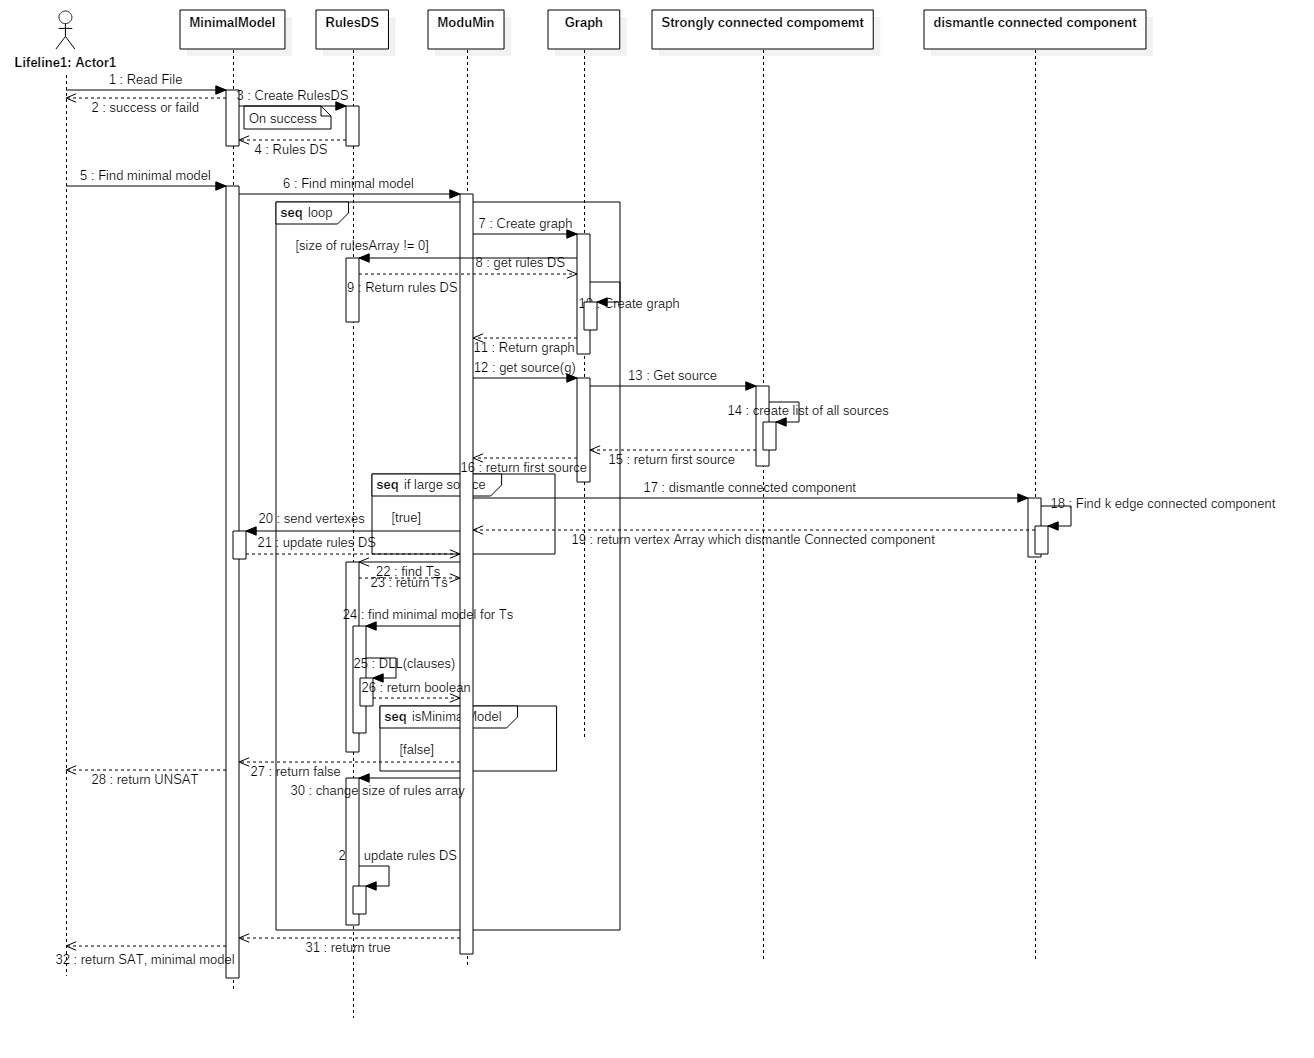 MinimalModel
RulesDS
ModuMin
Graph
Strongly connected compomemt
dismantle connected component
Lifeline1: Actor1
1 : Read File
2 : success or faild
3 : Create RulesDS
On success
4 : Rules DS
5 : Find minimal model
6 : Find minimal model
seq loop
7 : Create graph
[size of rulesArray != 0]
8 : get rules DS
9 : Return rules DS
Create graph
11 : Return graph
12 : get source(g)
13 : Get source
14 : create list of all sources
15 : return first source
16 : return first source
seq if large source
17 : dismantle connected component
18 : Find k edge connected component
[true]
20 : send vertexes
19 : return vertex Array which dismantle Connected component
21 : update rules DS
22 : find Ts
23 : return Ts
24 : find minimal model for Ts
25 : DLL(clauses)
26 : return boolean
seq isMinimalModel
[false]
27 : return false
28 : return UNSAT
30 : change size of rules array
2 update rules DS
31 : return true
32 : return SAT, minimal model